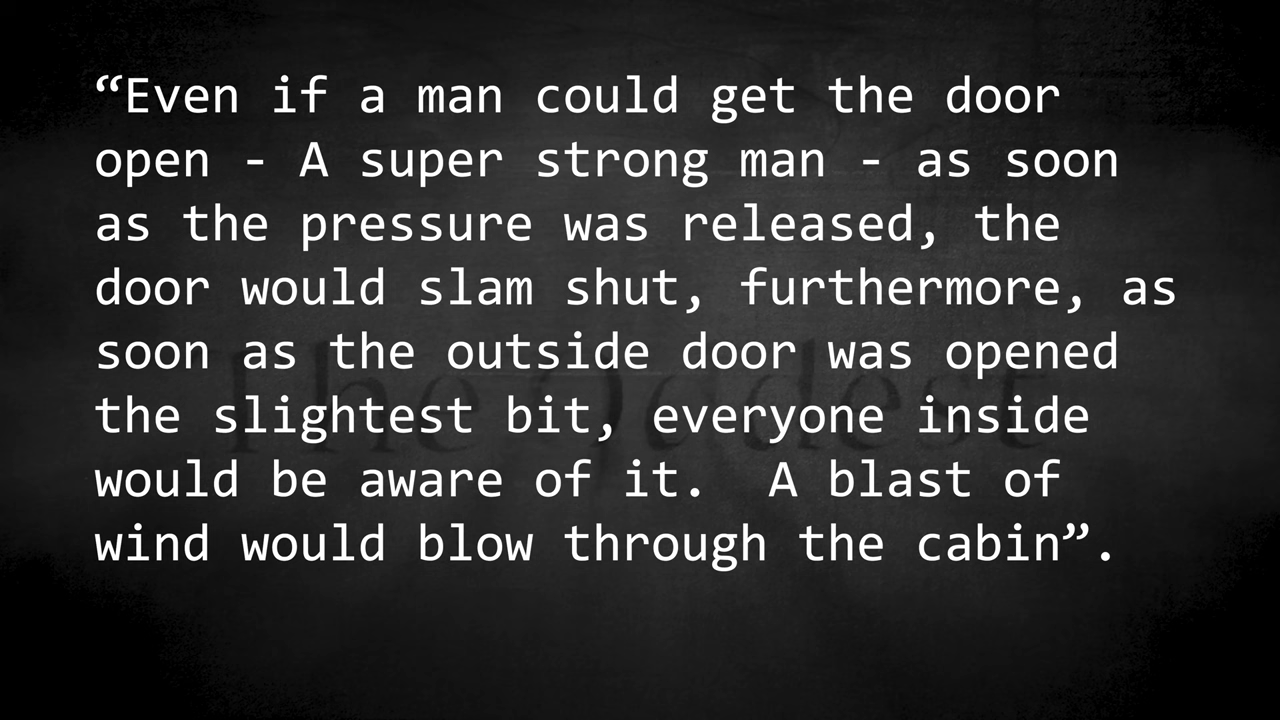 “Even if a man could get the door
open - A super strong man - as soon
as the pressure was released, the
door would slam shut, furthermore, as
soon as the outside door was opened
the slightest bit, everyone inside
would be aware of it.  A blast of
wind would blow through the cabin”.
The Oddest